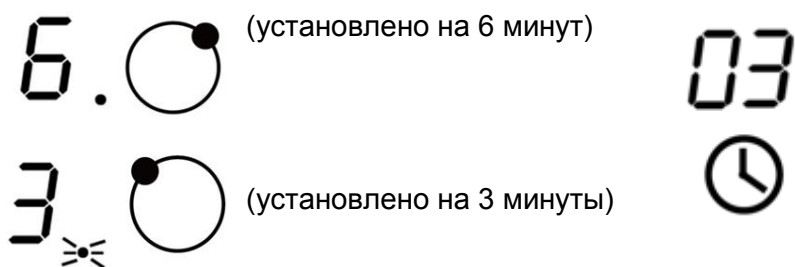 6. (установлено на 6 минут)
03
3 (установлено на 3 минуты)